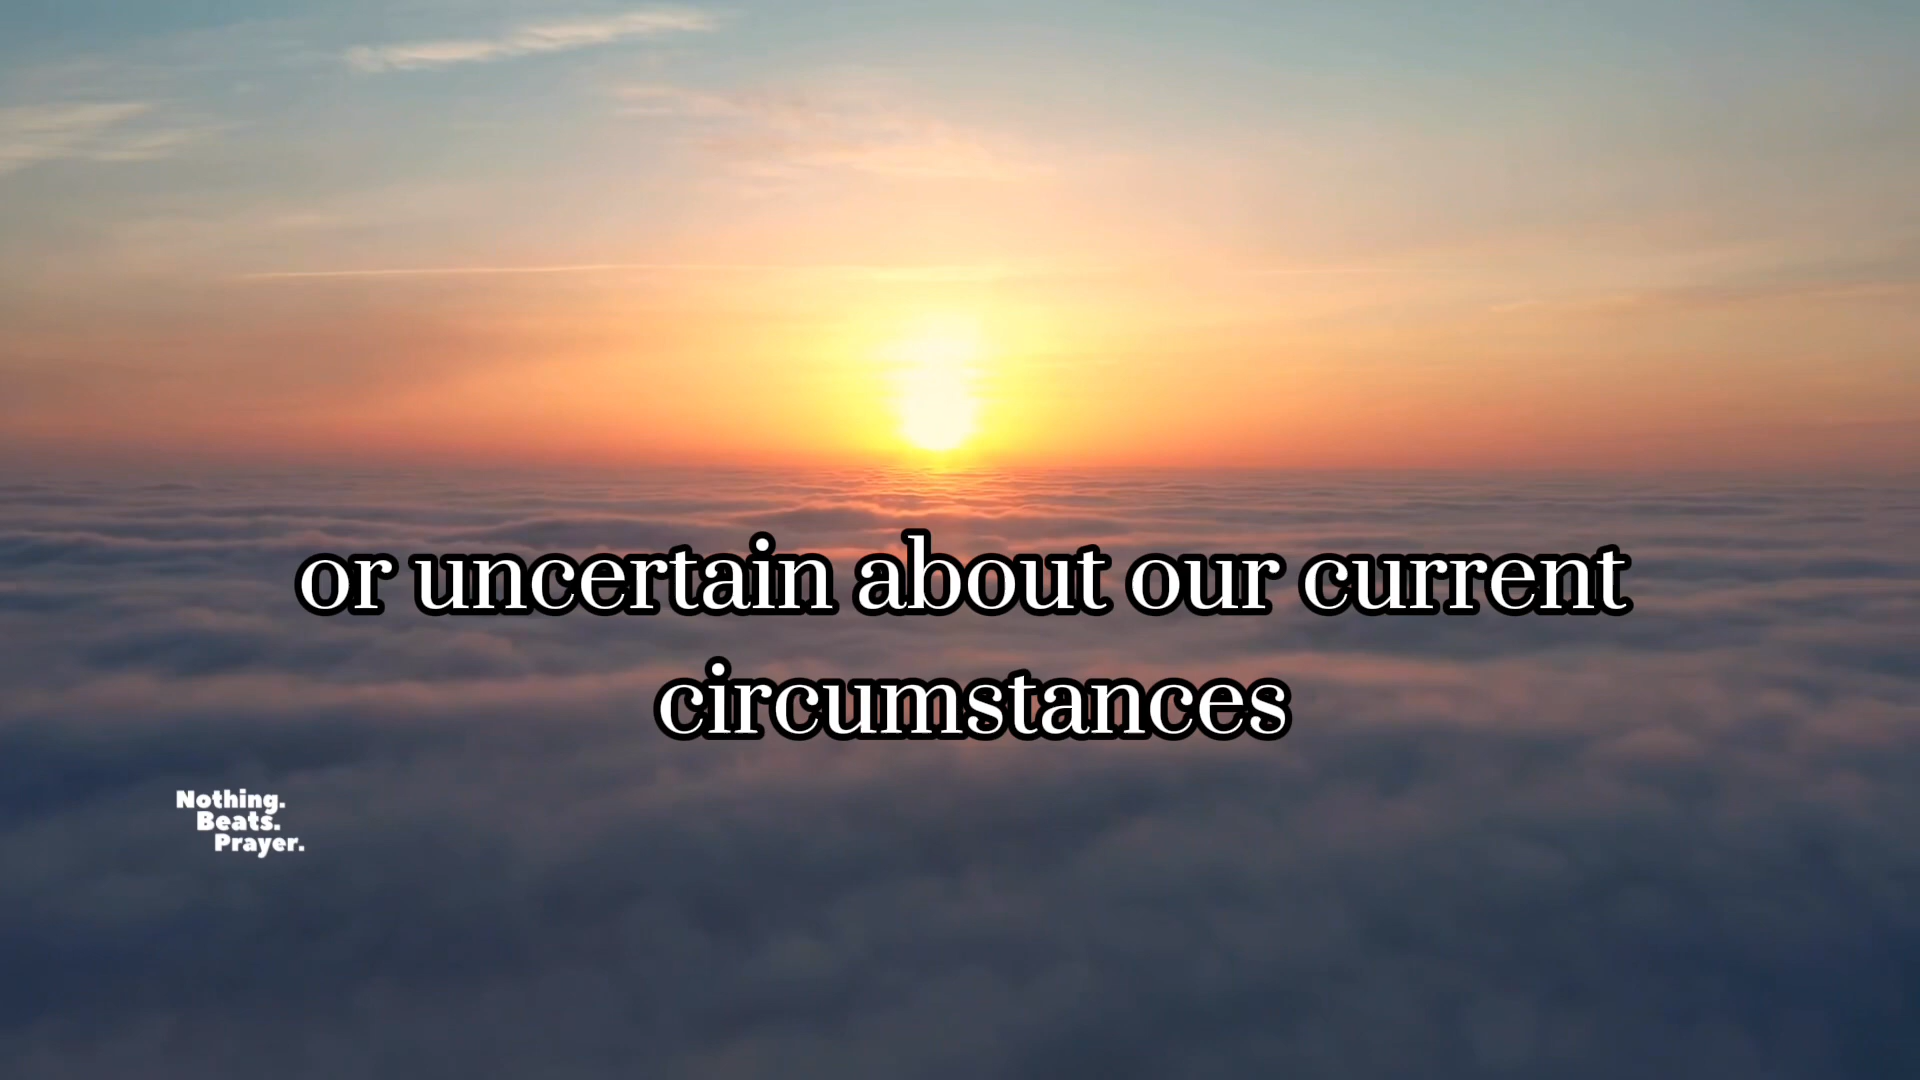 or uncertain about our current
circumstances
Nothing.
Beats.
Prayer.